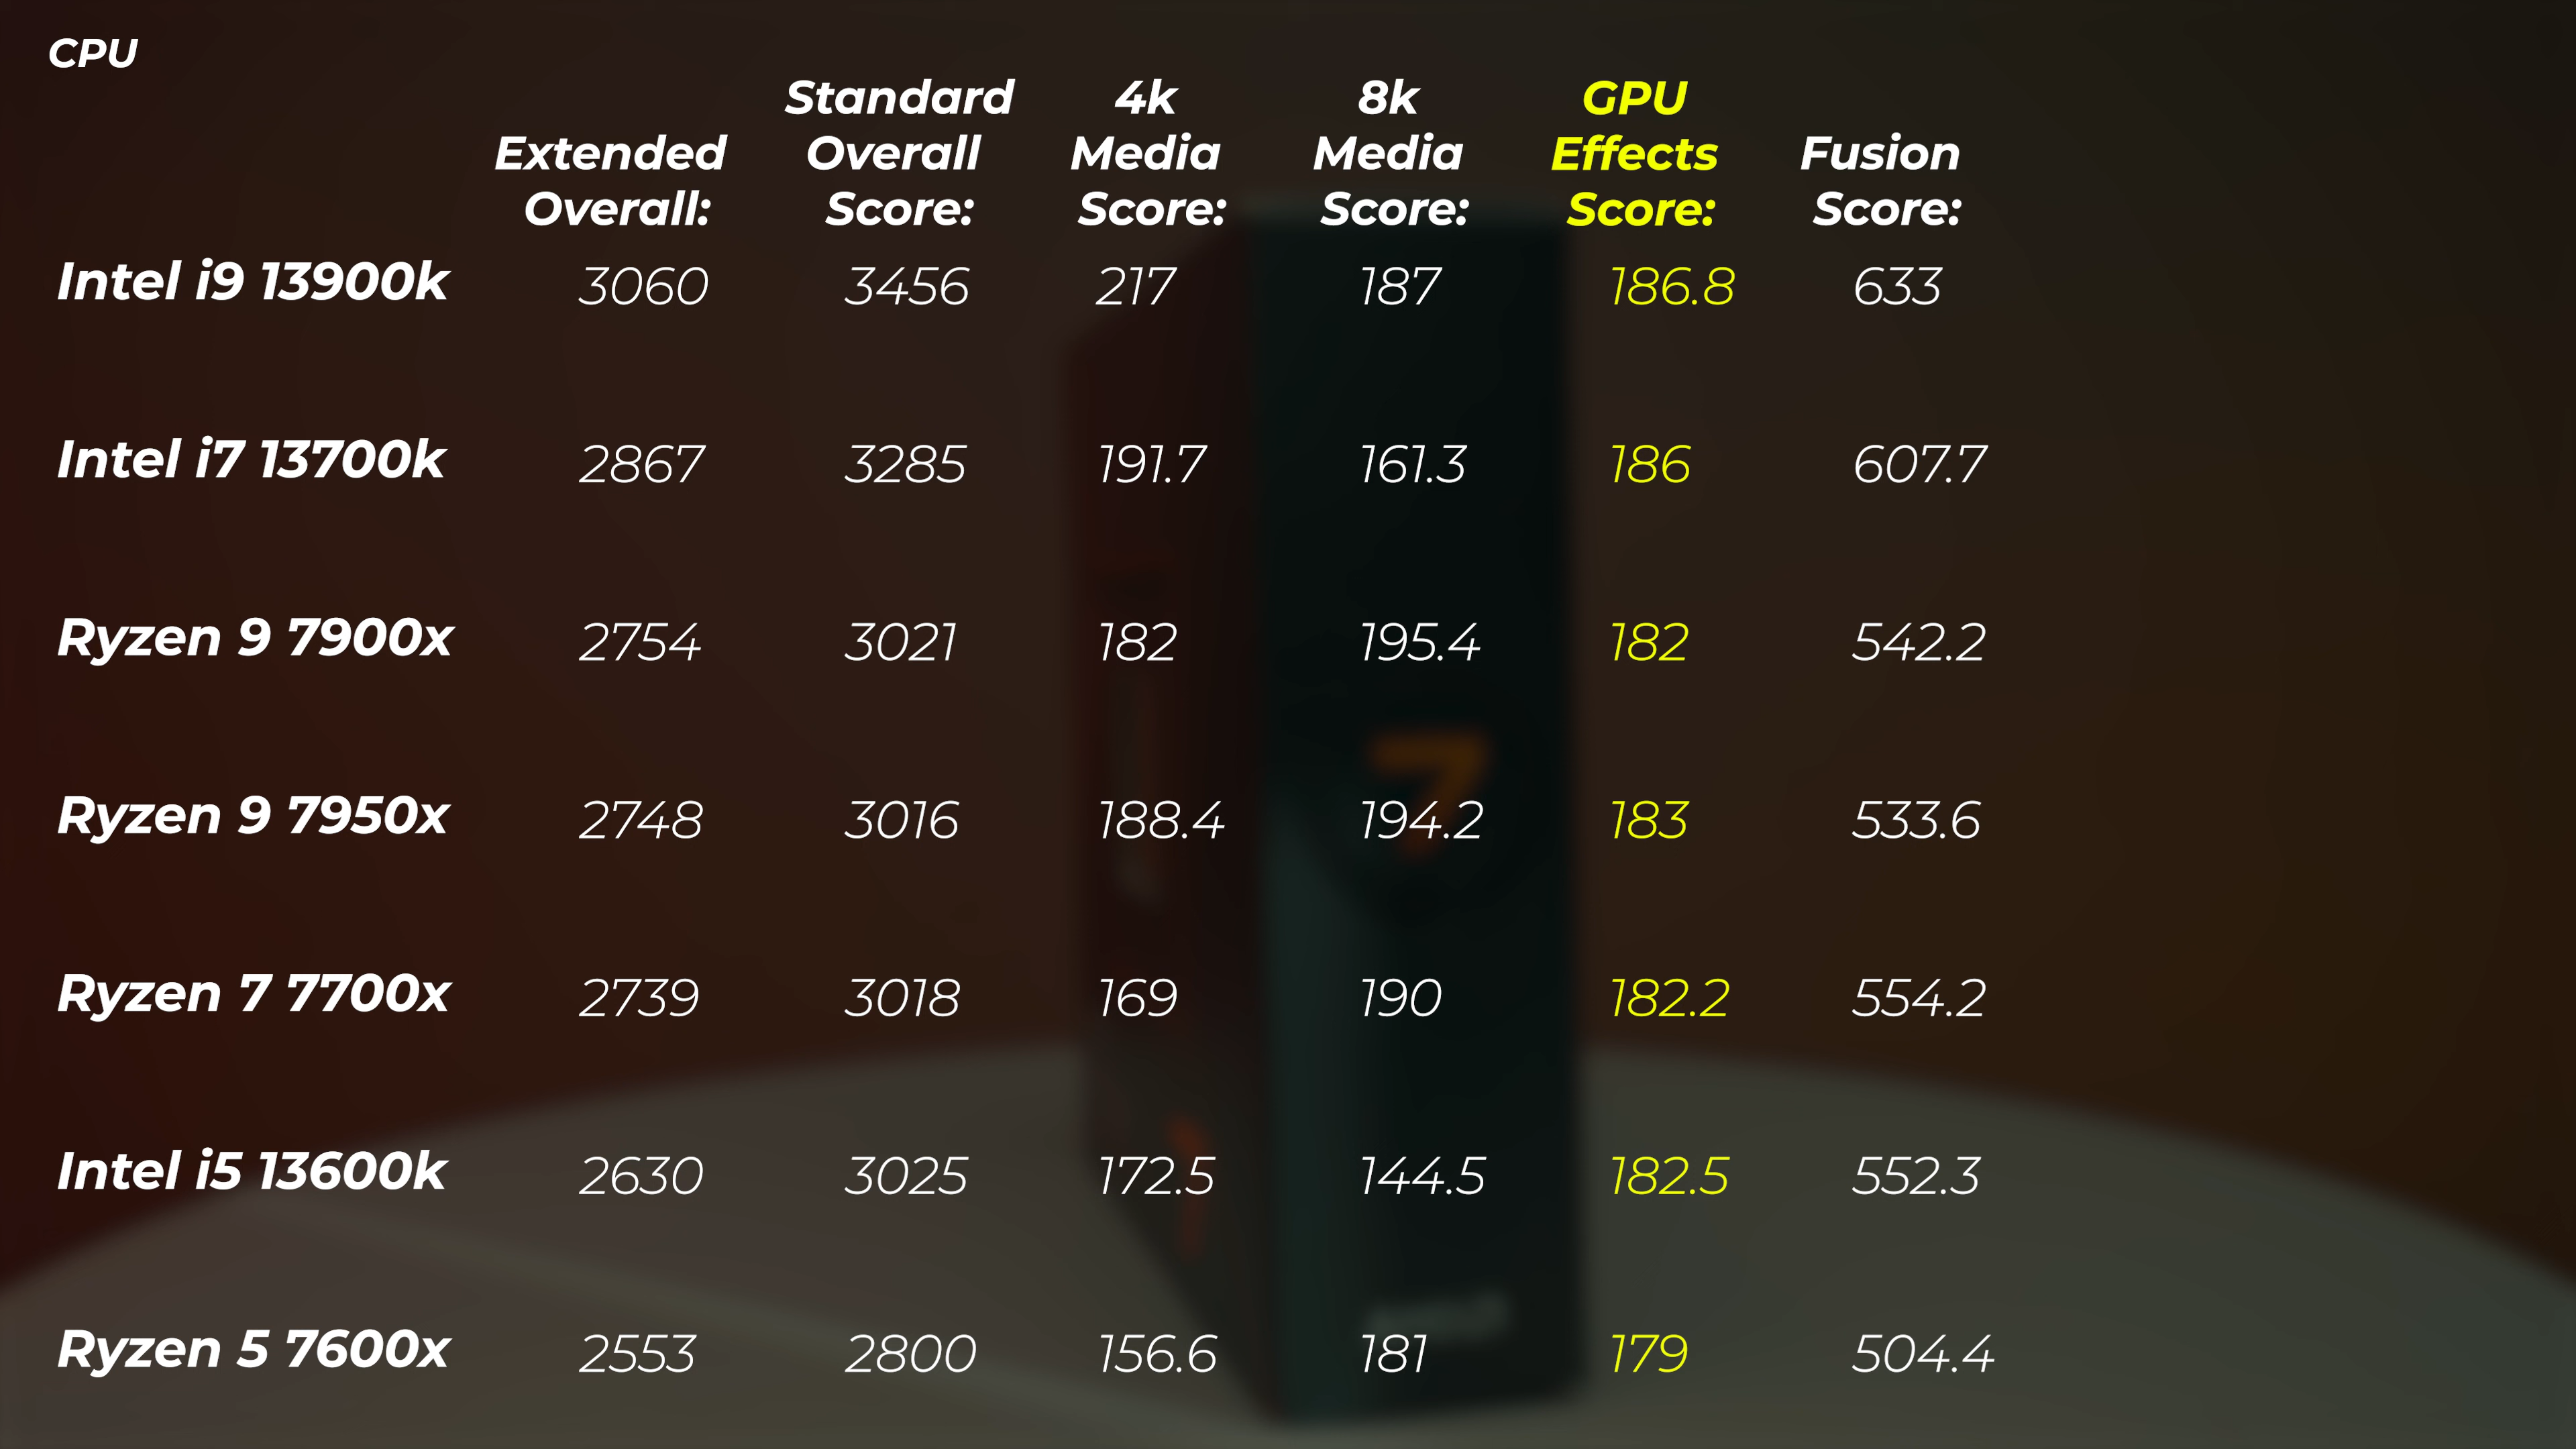 CPU
Extended Overall: Standard Overall Score: 4k Media Score: 8k Media Score: GPU Effects Score: Fusion Score:
Intel i9 13900k 3060 3456 217 187 186.8 633
Intel i7 13700k 2867 3285 191.7 161.3 186 607.7
Ryzen 9 7900x 2754 3021 182 195.4 182 542.2
Ryzen 9 7950x 2748 3016 188.4 194.2 183 533.6
Ryzen 7 7700x 2739 3018 169 190 182.2 554.2
Intel i5 13600k 2630 3025 172.5 144.5 182.5 552.3
Ryzen 5 7600x 2553 2800 156.6 181 179 504.4
7